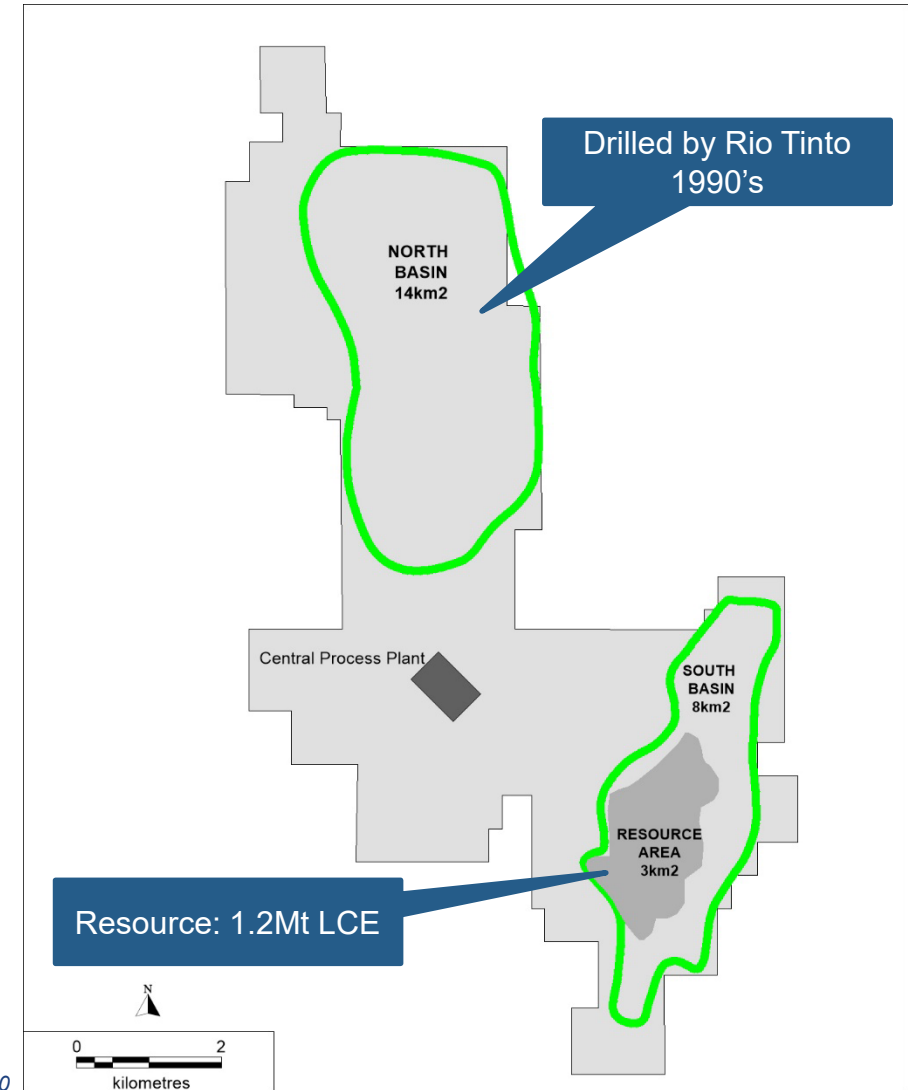 Drilled by Rio Tinto
1990's
NORTH
BASIN
14km2
Central Process Plant
SOUTH
BASIN
8km2
RESOURCE
AREA
3km2
Resource: 1.2Mt LCE
N
0 2
kilometres
0